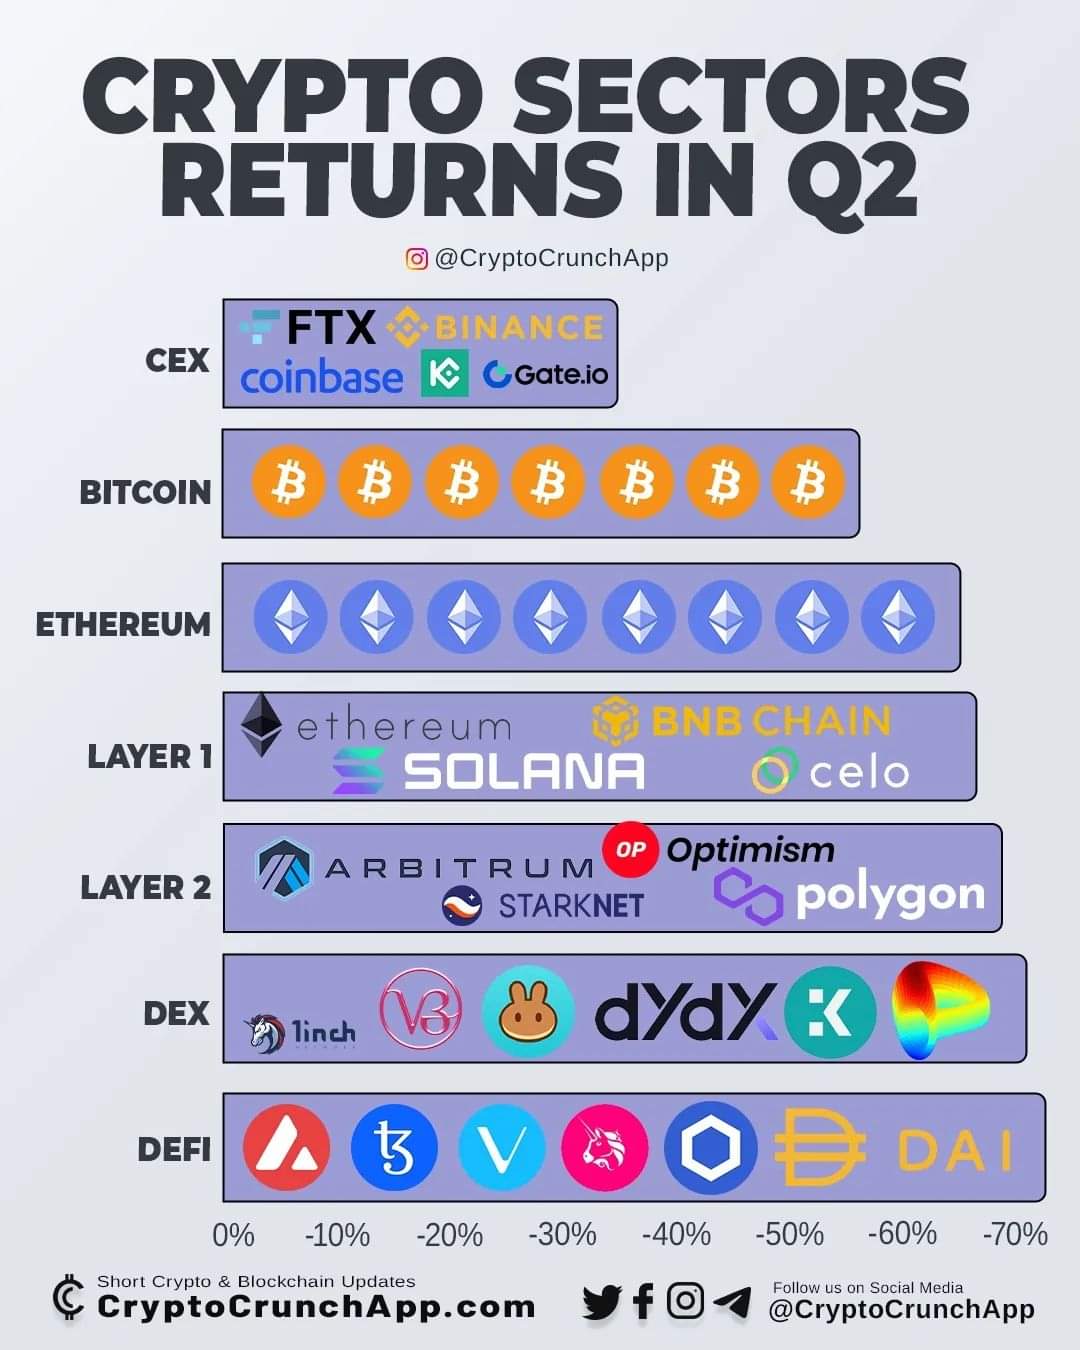 CRYPTO SECTORS
RETURNS IN Q2
@CryptoCrunchApp
CEX
FTX BINANCE
coinbase Gate.io
BITCOIN
ETHEREUM
LAYER 1
ethereum BNB CHAIN
SOLANA celo
LAYER 2
ARBITRUM OP Optimism
STARKNET polygon
DEX
1inch V3 dYdX
DEFI
DAI
0% -10% -20% -30% -40% -50% -60% -70%
Short Crypto & Blockchain Updates
CryptoCrunchApp.com
Follow us on Social Media
@CryptoCrunchApp